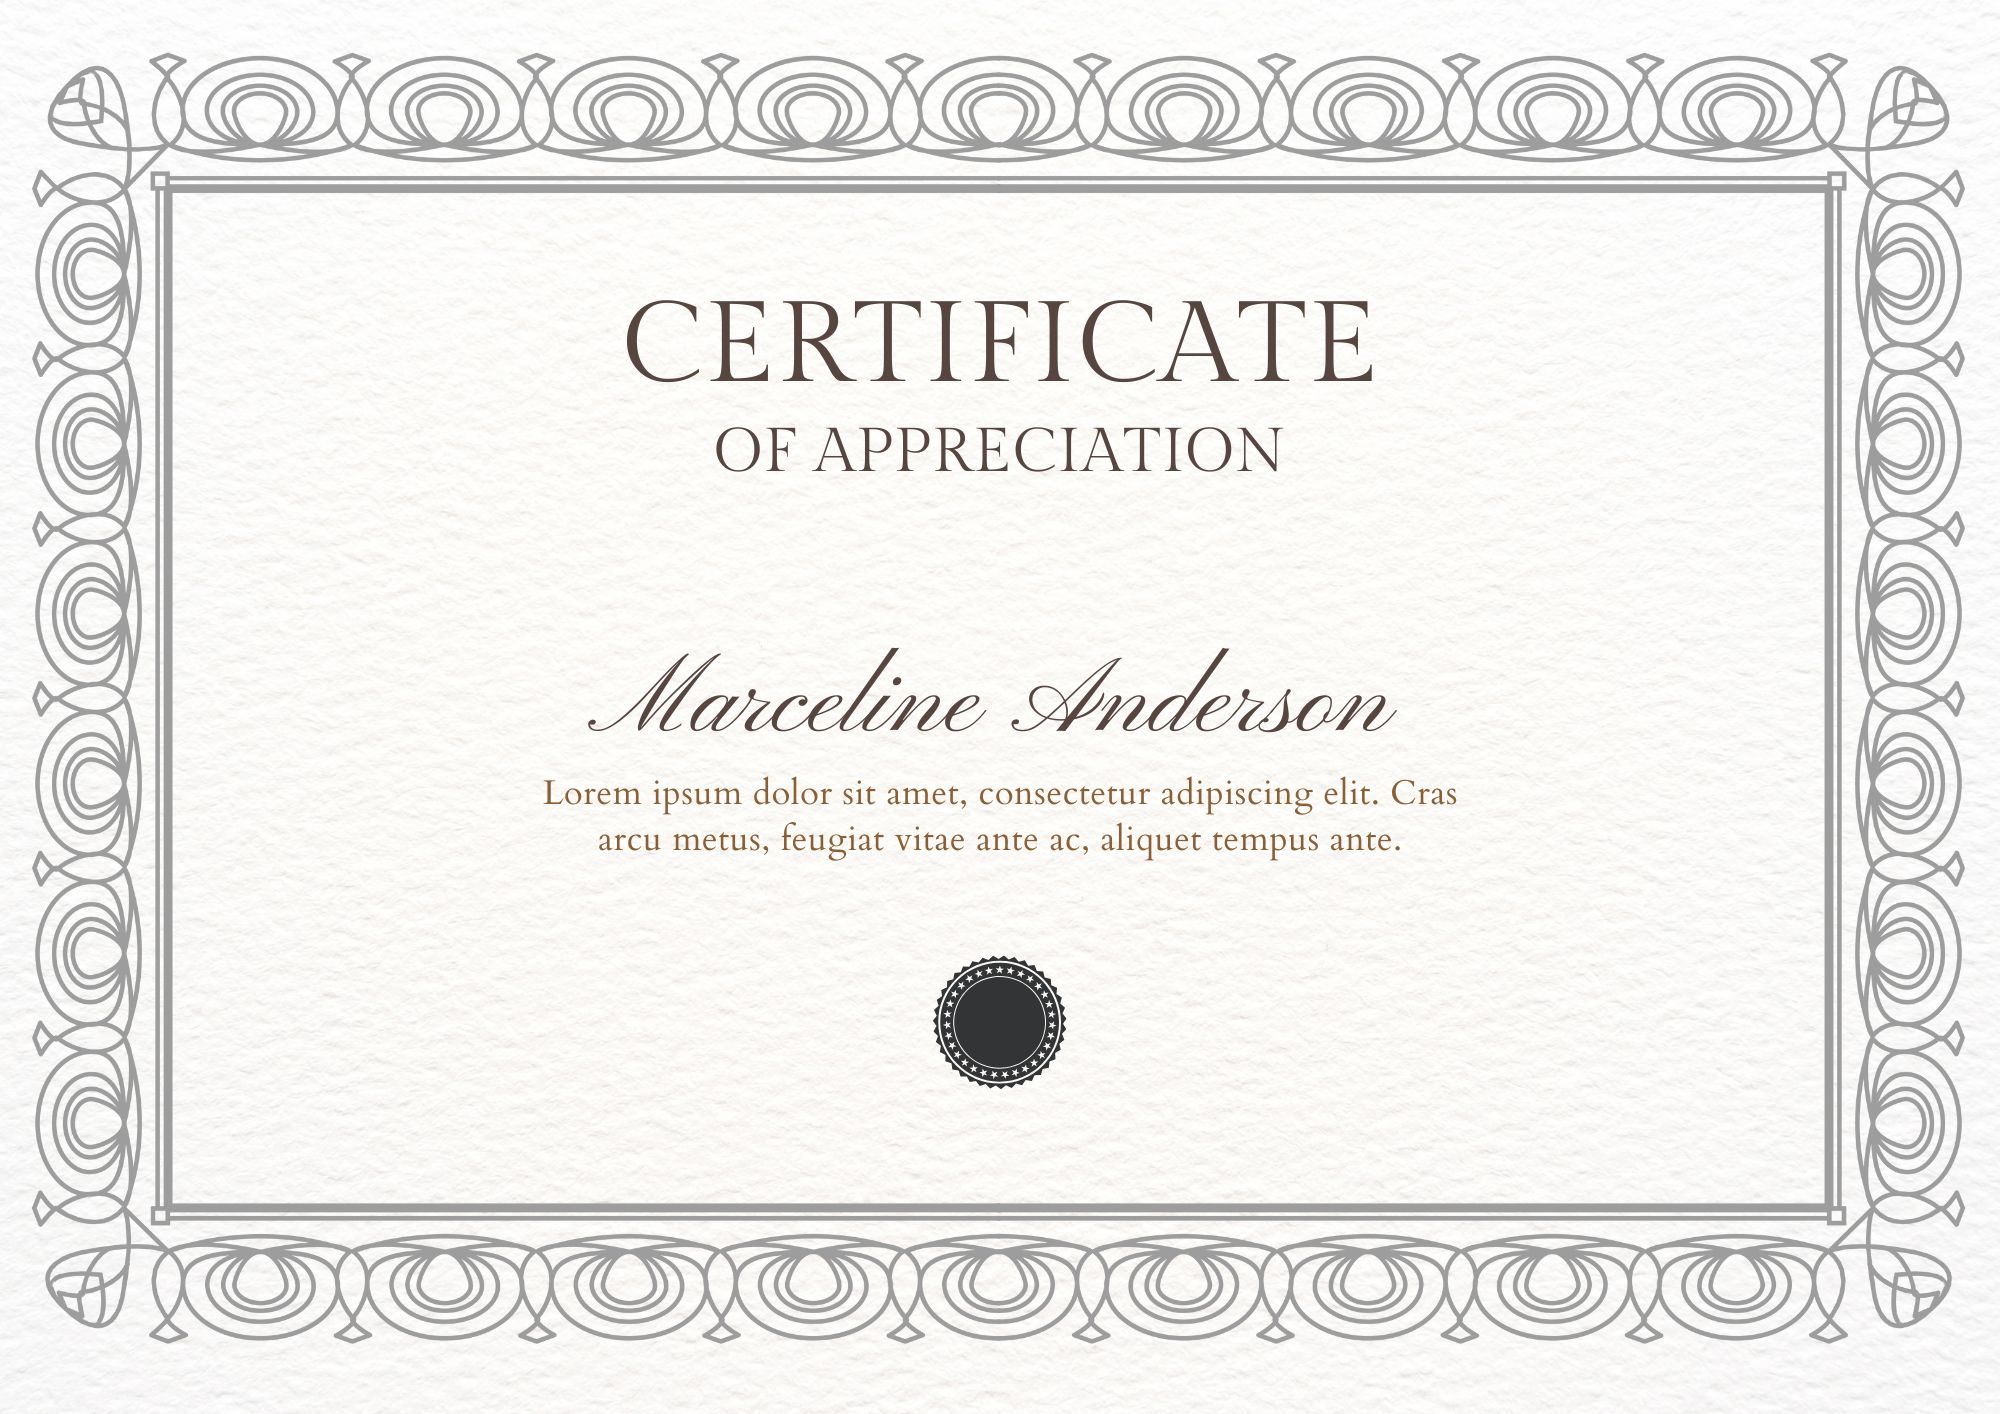 CERTIFICATE
OF APPRECIATION
Marceline Anderson
Lorem ipsum dolor sit amet, consectetur adipiscing elit. Cras
arcu metus, feugiat vitae ante ac, aliquet tempus ante.